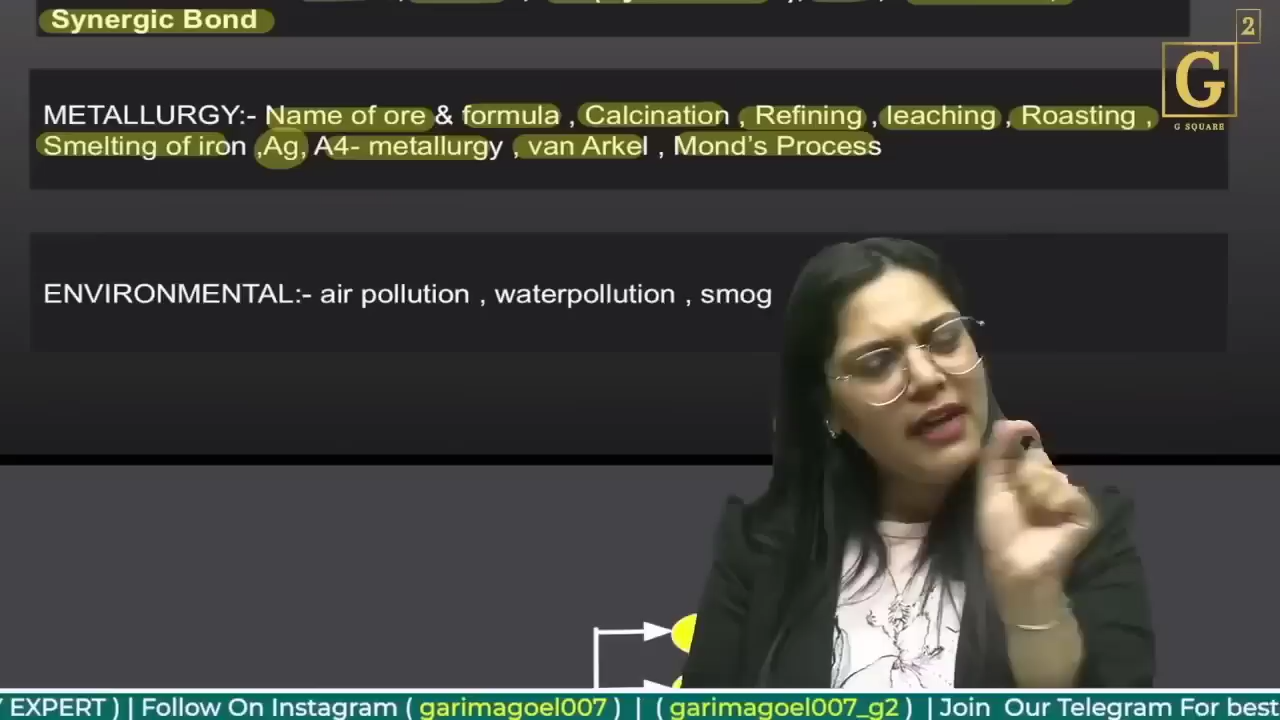 Synergic Bond
METALLURGY:- Name of ore & formula , Calcination , Refining , leaching , Roasting ,
Smelting of iron ,Ag, A4- metallurgy , van Arkel , Mond's Process
ENVIRONMENTAL:- air pollution , waterpollution , smog
G 2
G SQUARE
EXPERT ) | Follow On Instagram ( garimagoel007 ) | ( garimagoel007_g2 ) | Join Our Telegram For best